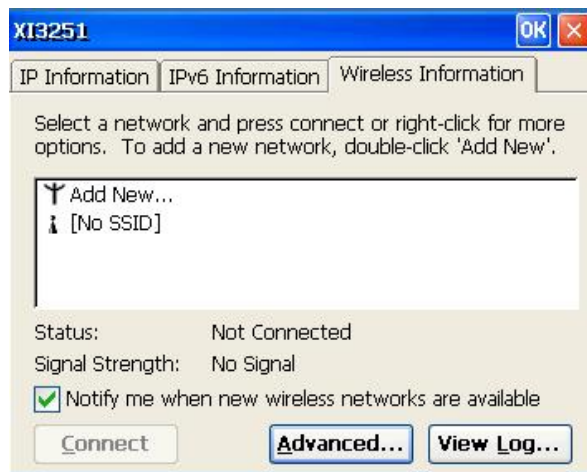 XI3251 OK
IP Information IPv6 Information Wireless Information
Select a network and press connect or right-click for more
options. To add a new network, double-click 'Add New'.
Add New...
[No SSID]
Status: Not Connected
Signal Strength: No Signal
Notify me when new wireless networks are available
Connect Advanced... View Log...